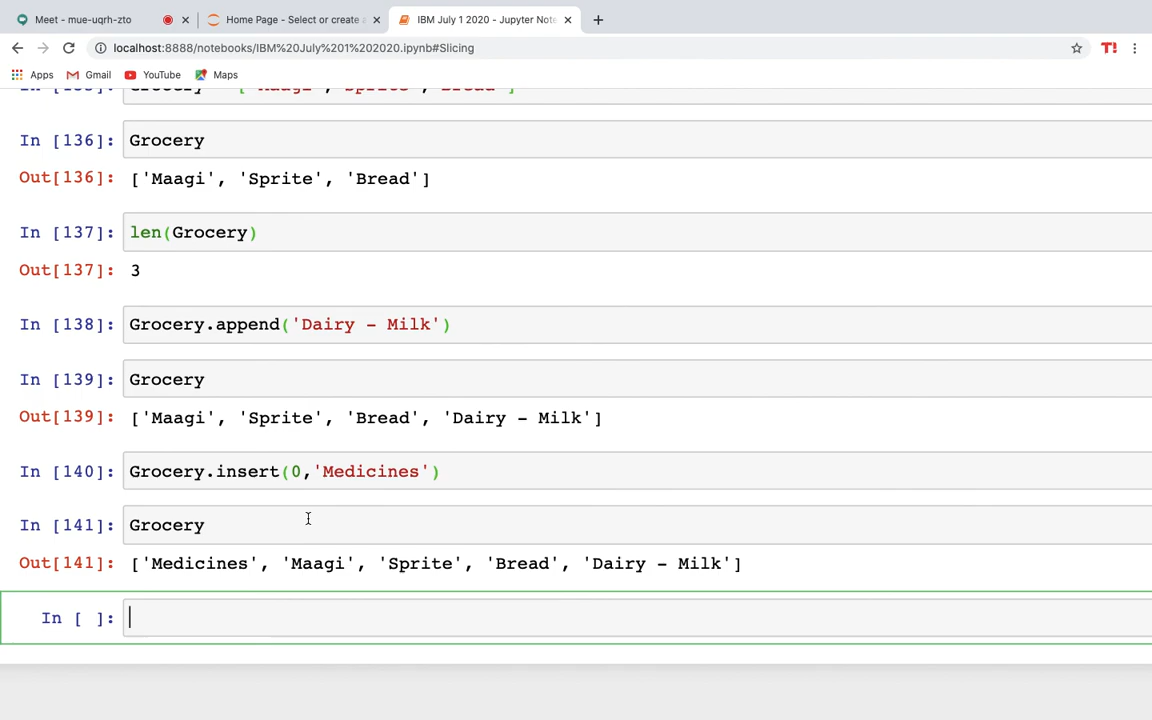 Meet - mue-uqrh-zto
Home Page - Select or create a
IBM July 1 2020 - Jupyter Note
localhost:8888/notebooks/IBM%20July%201%202020.ipynb#Slicing
T!
Apps Gmail YouTube Maps
Grocery = ['Maagi','Sprite','Bread']
In [136]: Grocery
Out[136]: ['Maagi', 'Sprite', 'Bread']
In [137]: len(Grocery)
Out[137]: 3
In [138]: Grocery.append('Dairy - Milk')
In [139]: Grocery
Out[139]: ['Maagi', 'Sprite', 'Bread', 'Dairy - Milk']
In [140]: Grocery.insert(0,'Medicines')
In [141]: Grocery
Out[141]: ['Medicines', 'Maagi', 'Sprite', 'Bread', 'Dairy - Milk']
In [ ]: